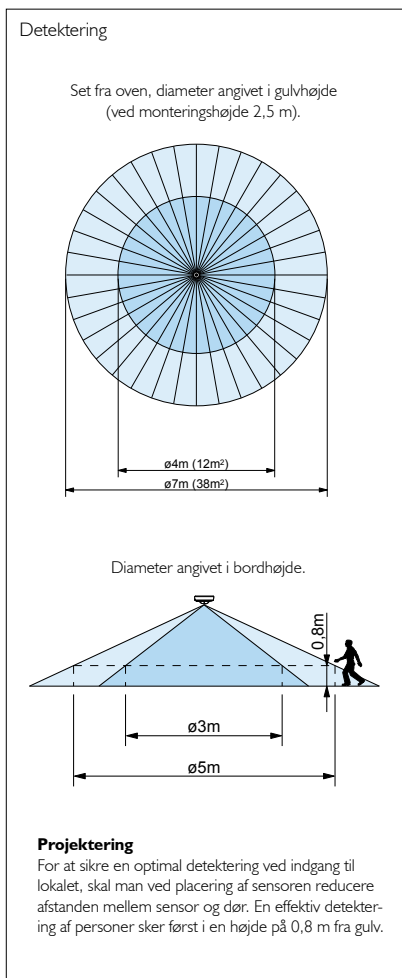 Detektering
Set fra oven, diameter angivet i gulvhøjde
(ved monteringshøjde 2,5 m).
ø4m (12m²)
ø7m (38m²)
Diameter angivet i bordhøjde.
0,8m
ø3m
ø5m
Projektering
For at sikre en optimal detektering ved indgang til
lokalet, skal man ved placering af sensoren reducere
afstanden mellem sensor og dør. En effektiv detekter-
ing af personer sker først i en højde på 0,8 m fra gulv.